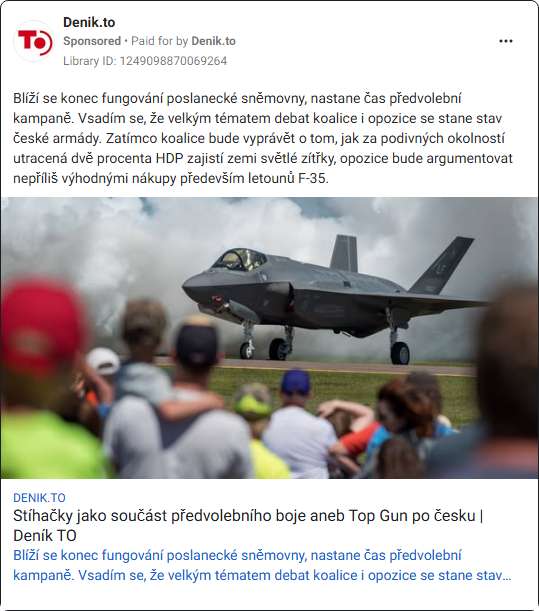 Denik.to
Sponsored • Paid for by Denik.to
Library ID: 1249098870069264
TO
Blíží se konec fungování poslanecké sněmovny, nastane čas předvolební
kampaně. Vsadím se, že velkým tématem debat koalice i opozice se stane stav
české armády. Zatímco koalice bude vyprávět o tom, jak za podivných okolností
utracená dvě procenta HDP zajistí zemi světlé zítřky, opozice bude argumentovat
nepříliš výhodnými nákupy především letounů F-35.
DENIK.TO
Stíhačky jako součást předvolebního boje aneb Top Gun po česku |
Deník TO
Blíží se konec fungování poslanecké sněmovny, nastane čas předvolební
kampaně. Vsadím se, že velkým tématem debat koalice i opozice se stane stav...